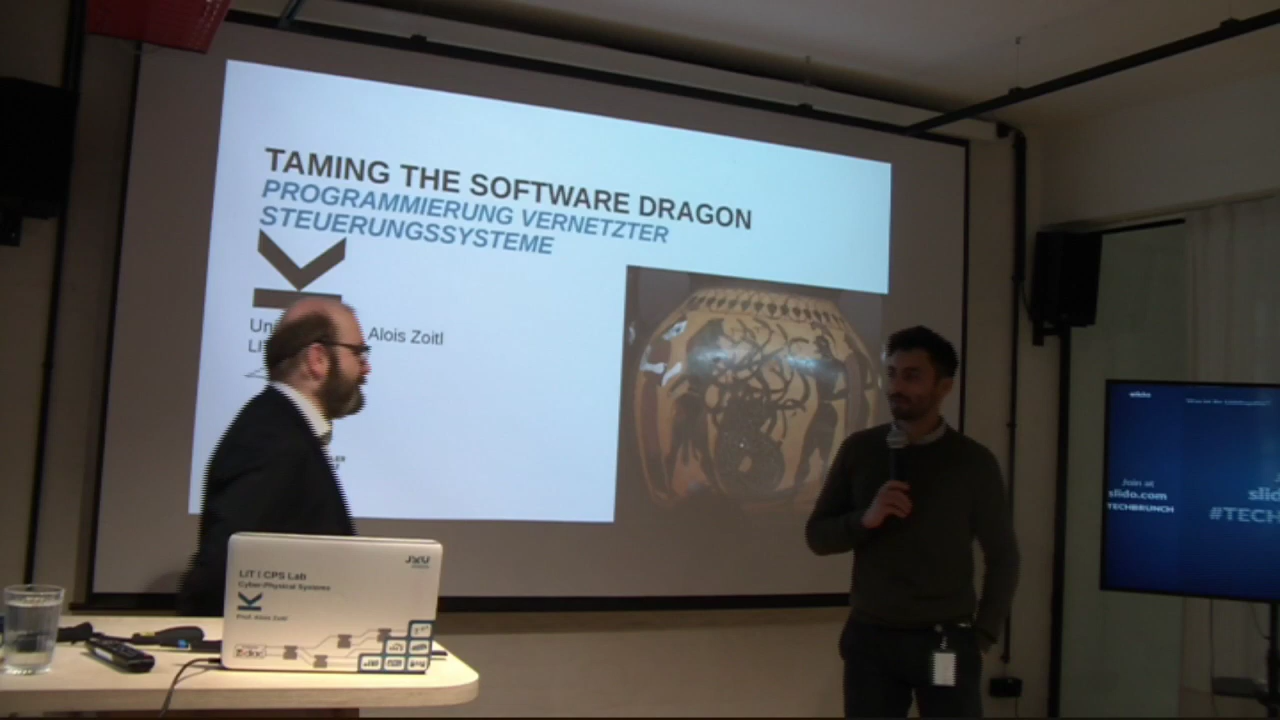 TAMING THE SOFTWARE DRAGON
PROGRAMMIERUNG VERNETZTER
STEUERUNGSSYSTEME
Alois Zoitl
JKU
LIT | CPS Lab
Cyber-Physical Systems
Prof. Alois Zoitl
slido
Join at
slido.com
TECHBRUNCH
#TECH